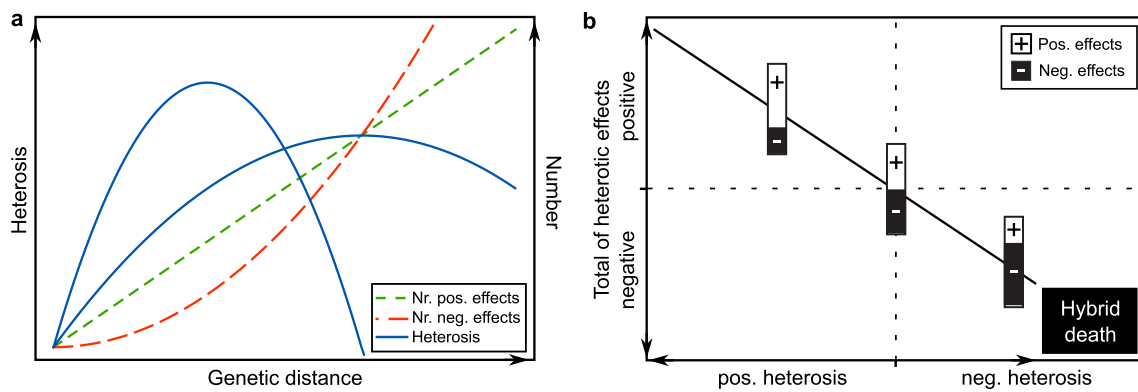 a
Heterosis
Number
Nr. pos. effects
Nr. neg. effects
Heterosis
Genetic distance
b
Total of heterotic effects
negative positive
+ Pos. effects
- Neg. effects
+
-
+
-
+
-
Hybrid
death
pos. heterosis neg. heterosis